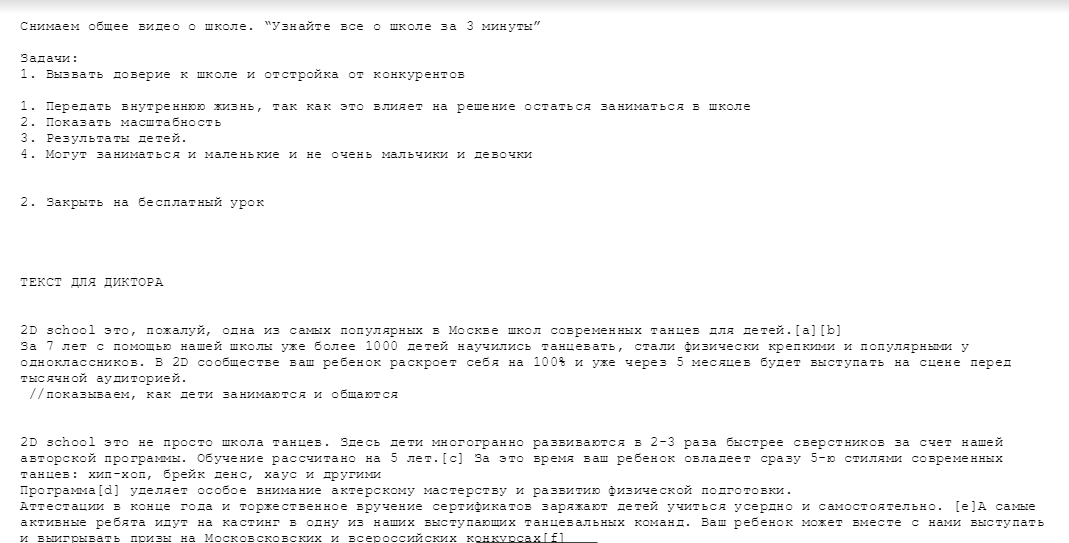 Снимаем общее видео о школе. “Узнайте все о школе за 3 минуты”
Задачи:
1. Вызвать доверие к школе и отстройка от конкурентов
1. Передать внутреннюю жизнь, так как это влияет на решение остаться заниматься в школе
2. Показать масштабность
3. Результаты детей.
4. Могут заниматься и маленькие и не очень мальчики и девочки
2. Закрыть на бесплатный урок
ТЕКСТ ДЛЯ ДИКТОРА
2D school это, пожалуй, одна из самых популярных в Москве школ современных танцев для детей.[a][b]
За 7 лет с помощью нашей школы уже более 1000 детей научились танцевать, стали физически крепкими и популярными у
одноклассников. В 2D сообществе ваш ребенок раскроет себя на 100% и уже через 5 месяцев будет выступать на сцене перед
тысячной аудиторией.
//показываем, как дети занимаются и общаются
2D school это не просто школа танцев. Здесь дети многогранно развиваются в 2-3 раза быстрее сверстников за счет нашей
авторской программы. Обучение рассчитано на 5 лет.[c] За это время ваш ребенок овладеет сразу 5-ю стилями современных
танцев: хип-хоп, брейк денс, хаус и другими
Программа[d] уделяет особое внимание актерскому мастерству и развитию физической подготовки.
Аттестации в конце года и торжественное вручение сертификатов заряжают детей учиться усердно и самостоятельно. [e]А самые
активные ребята идут на кастинг в одну из наших выступающих танцевальных команд. Ваш ребенок может вместе с нами выступать
и выигрывать призы на Московсковских и всероссийских конкурсах[f]